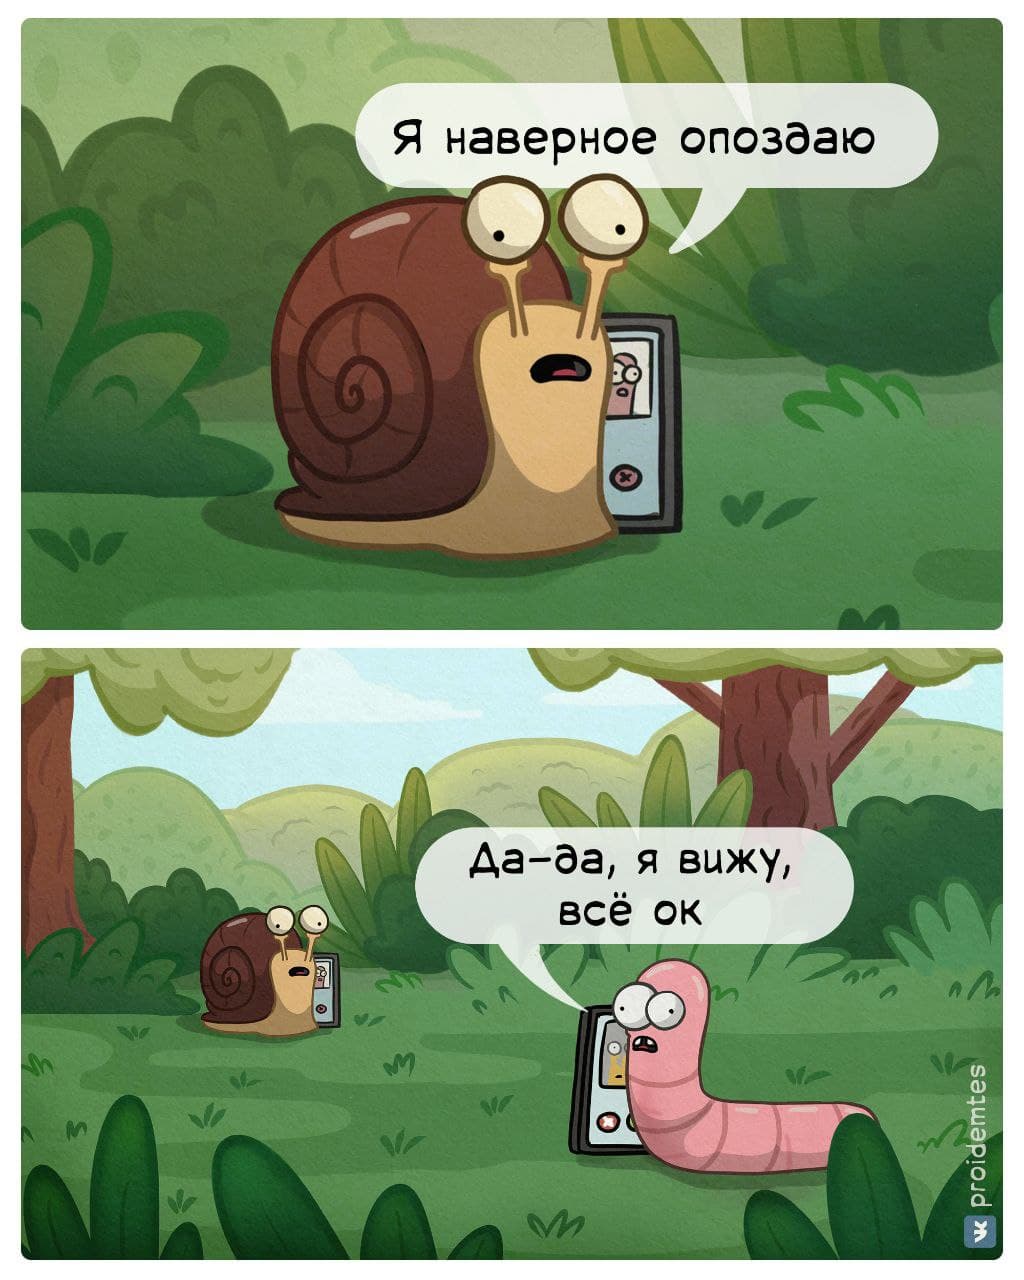 Я наверное опоздаю
Да-да, я вижу,
всё ок
proidemtes